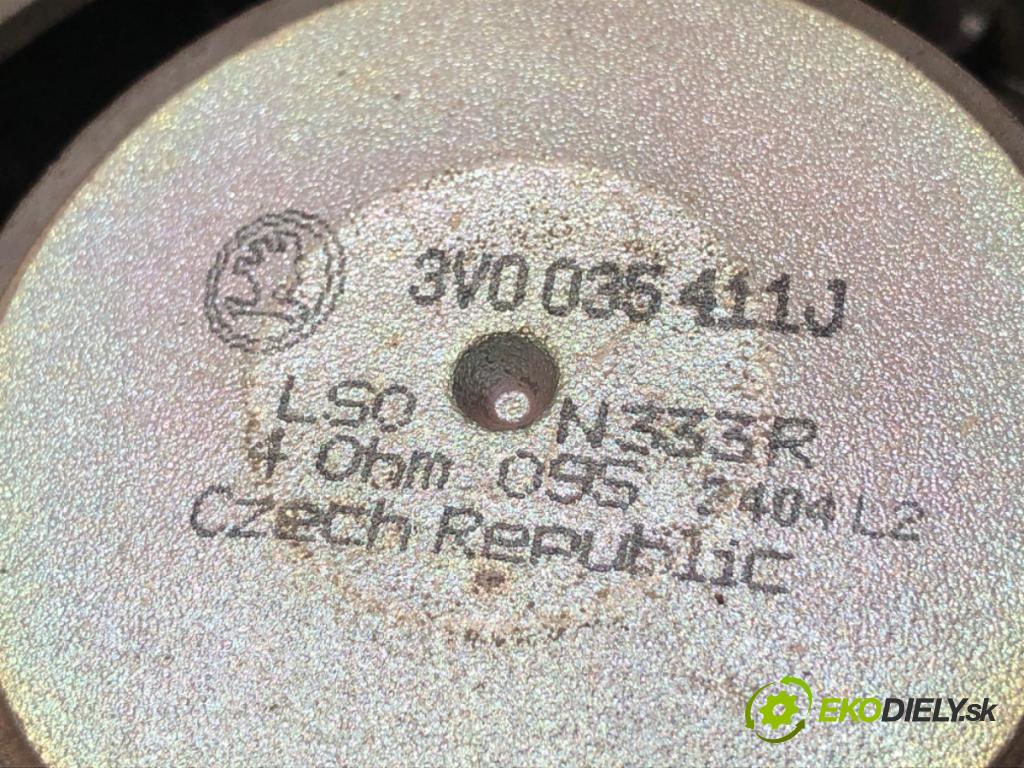 3V0 035 411J
LSO N333R
4 Ohm 095 2404 L2
Czech Republic
EKODIELY.sk